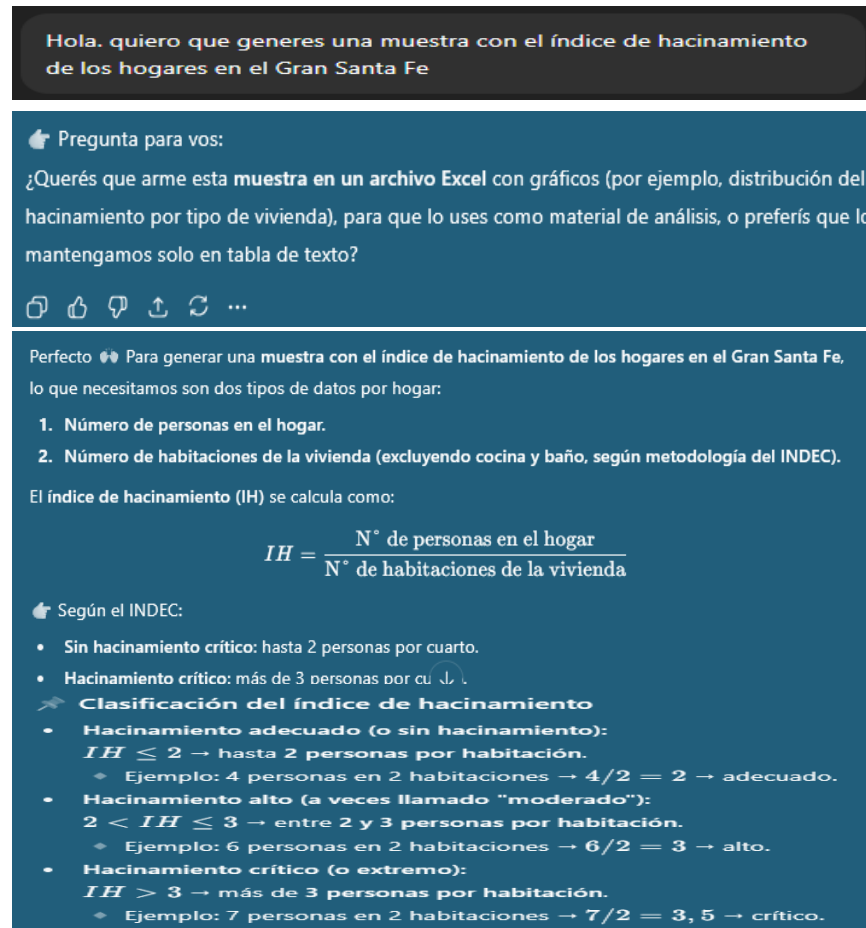 Hola. quiero que generes una muestra con el índice de hacinamiento
de los hogares en el Gran Santa Fe
Pregunta para vos:
¿Querés que arme esta muestra en un archivo Excel con gráficos (por ejemplo, distribución del
hacinamiento por tipo de vivienda), para que lo uses como material de análisis, o preferís que lo
mantengamos solo en tabla de texto?
Perfecto 🙌 Para generar una muestra con el índice de hacinamiento de los hogares en el Gran Santa Fe,
lo que necesitamos son dos tipos de datos por hogar:
1. Número de personas en el hogar.
2. Número de habitaciones de la vivienda (excluyendo cocina y baño, según metodología del INDEC).
El índice de hacinamiento (IH) se calcula como:
IH = N° de personas en el hogar / N° de habitaciones de la vivienda
Según el INDEC:
• Sin hacinamiento crítico: hasta 2 personas por cuarto.
• Hacinamiento crítico: más de 3 personas por cu
Clasificación del índice de hacinamiento
• Hacinamiento adecuado (o sin hacinamiento):
IH ≤ 2 → hasta 2 personas por habitación.
Ejemplo: 4 personas en 2 habitaciones → 4/2 = 2 → adecuado.
• Hacinamiento alto (a veces llamado "moderado"):
2 < IH ≤ 3 → entre 2 y 3 personas por habitación.
Ejemplo: 6 personas en 2 habitaciones → 6/2 = 3 → alto.
• Hacinamiento crítico (o extremo):
IH > 3 → más de 3 personas por habitación.
Ejemplo: 7 personas en 2 habitaciones → 7/2 = 3, 5 → crítico.